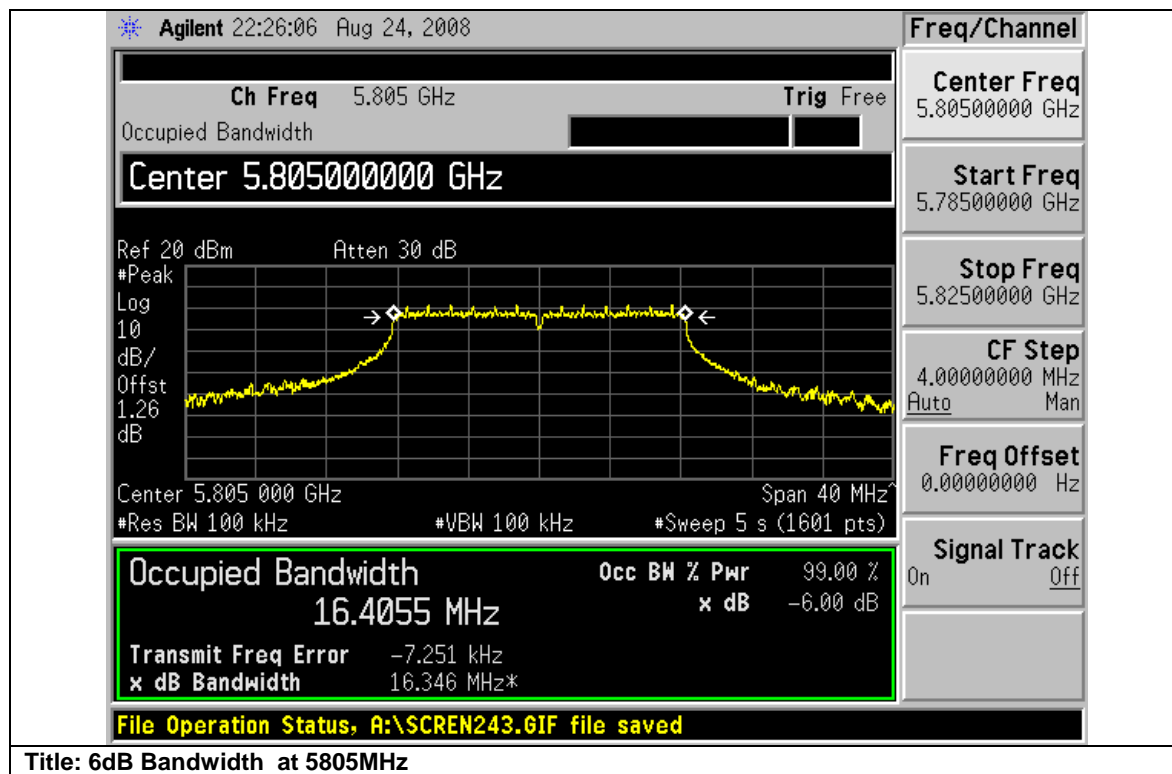 Agilent 22:26:06 Aug 24, 2008
Freq/Channel
Ch Freq 5.805 GHz Trig Free
Occupied Bandwidth
Center 5.805000000 GHz
Ref 20 dBm Atten 30 dB
#Peak
Log
10
dB/
Offst
1.26
dB
Center 5.805 000 GHz Span 40 MHz^
#Res BW 100 kHz #VBW 100 kHz #Sweep 5 s (1601 pts)
Occupied Bandwidth Occ BW % Pwr 99.00 %
16.4055 MHz x dB -6.00 dB
Transmit Freq Error -7.251 kHz
x dB Bandwidth 16.346 MHz*
File Operation Status, A:\SCREN243.GIF file saved
Center Freq
5.80500000 GHz
Start Freq
5.78500000 GHz
Stop Freq
5.82500000 GHz
CF Step
4.00000000 MHz
Auto Man
Freq Offset
0.00000000 Hz
Signal Track
On Off
Title: 6dB Bandwidth at 5805MHz